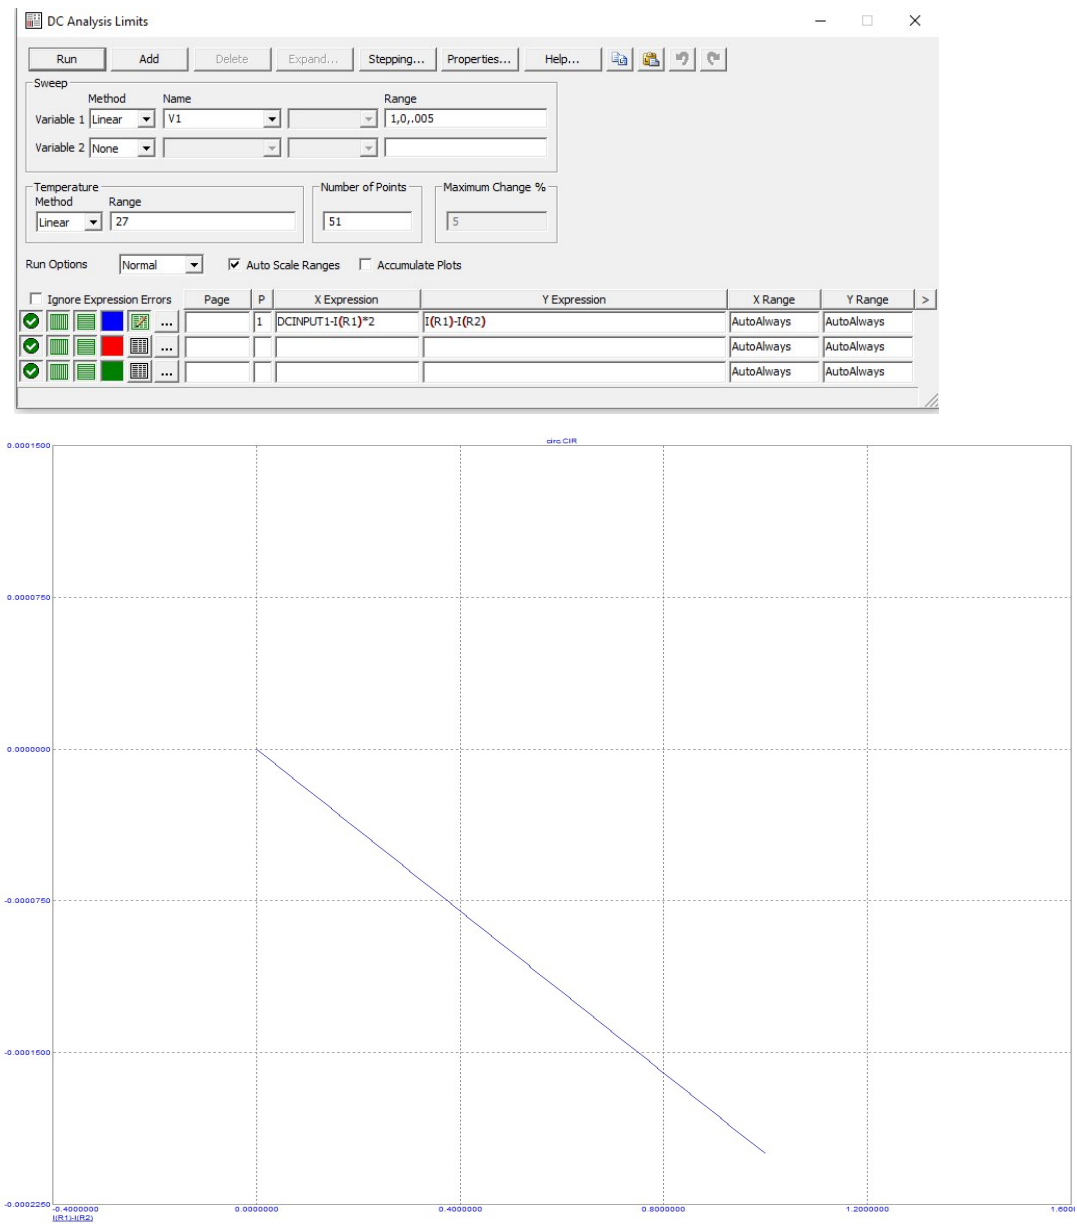 DC Analysis Limits
Run Add Delete Expand... Stepping... Properties... Help...
Sweep
Method Name Range
Variable 1 Linear V1 1,0,.005
Variable 2 None
Temperature Number of Points Maximum Change %
Method Range
Linear 27 51 5
Run Options Normal Auto Scale Ranges Accumulate Plots
Ignore Expression Errors Page P X Expression Y Expression X Range Y Range >
... 1 DCINPUT1-I(R1)*2 I(R1)-I(R2) AutoAlways AutoAlways
... AutoAlways AutoAlways
... AutoAlways AutoAlways
circ.CIR
0.0001500
0.0000750
0.0000000
-0.0000750
-0.0001500
-0.0002250
-0.4000000 0.0000000 0.4000000 0.8000000 1.2000000 1.600
I(R1)-I(R2)